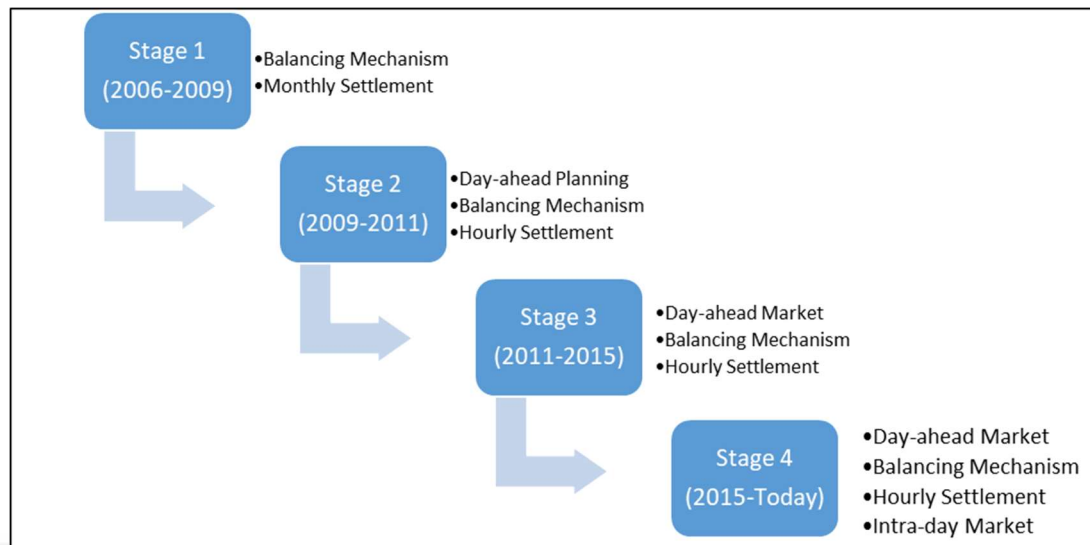 Stage 1
(2006-2009)
•Balancing Mechanism
•Monthly Settlement
Stage 2
(2009-2011)
•Day-ahead Planning
•Balancing Mechanism
•Hourly Settlement
Stage 3
(2011-2015)
•Day-ahead Market
•Balancing Mechanism
•Hourly Settlement
Stage 4
(2015-Today)
•Day-ahead Market
•Balancing Mechanism
•Hourly Settlement
•Intra-day Market